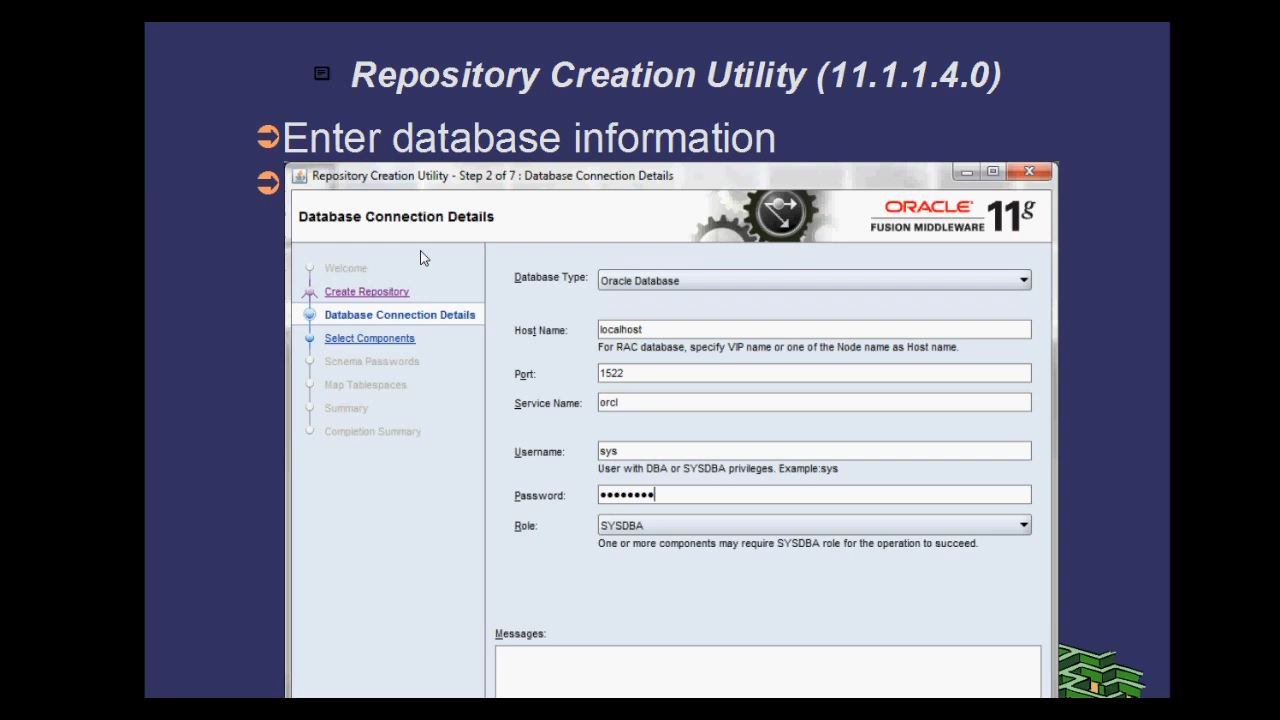 Repository Creation Utility (11.1.1.4.0)
Enter database information
Repository Creation Utility - Step 2 of 7 : Database Connection Details
Database Connection Details
ORACLE
FUSION MIDDLEWARE 11g
Welcome
Create Repository
Database Connection Details
Select Components
Schema Passwords
Map Tablespaces
Summary
Completion Summary
Database Type: Oracle Database
Host Name: localhost
For RAC database, specify VIP name or one of the Node name as Host name.
Port: 1522
Service Name: orcl
Username: sys
User with DBA or SYSDBA privileges. Example:sys
Password: ••••••••
Role: SYSDBA
One or more components may require SYSDBA role for the operation to succeed.
Messages: